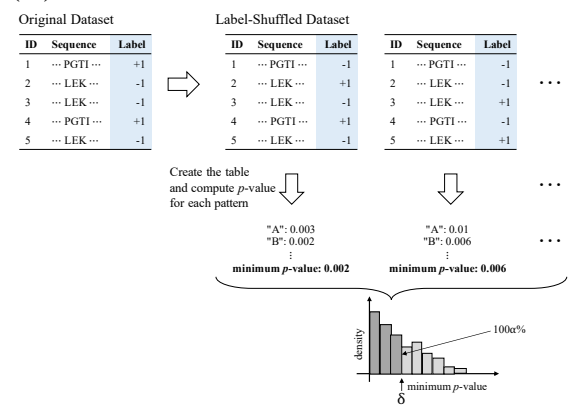 Original Dataset
ID Sequence Label
1 ··· PGTI ··· +1
2 ··· LEK ··· -1
3 ··· LEK ··· -1
4 ··· PGTI ··· +1
5 ··· LEK ··· -1
Label-Shuffled Dataset
ID Sequence Label
1 ··· PGTI ··· -1
2 ··· LEK ··· +1
3 ··· LEK ··· -1
4 ··· PGTI ··· -1
5 ··· LEK ··· +1
ID Sequence Label
1 ··· PGTI ··· -1
2 ··· LEK ··· -1
3 ··· LEK ··· +1
4 ··· PGTI ··· -1
5 ··· LEK ··· +1
···
Create the table
and compute p-value
for each pattern
···
"A": 0.003
"B": 0.002
⋮
minimum p-value: 0.002
"A": 0.01
"B": 0.006
⋮
minimum p-value: 0.006
···
density
100α%
minimum p-value
δ